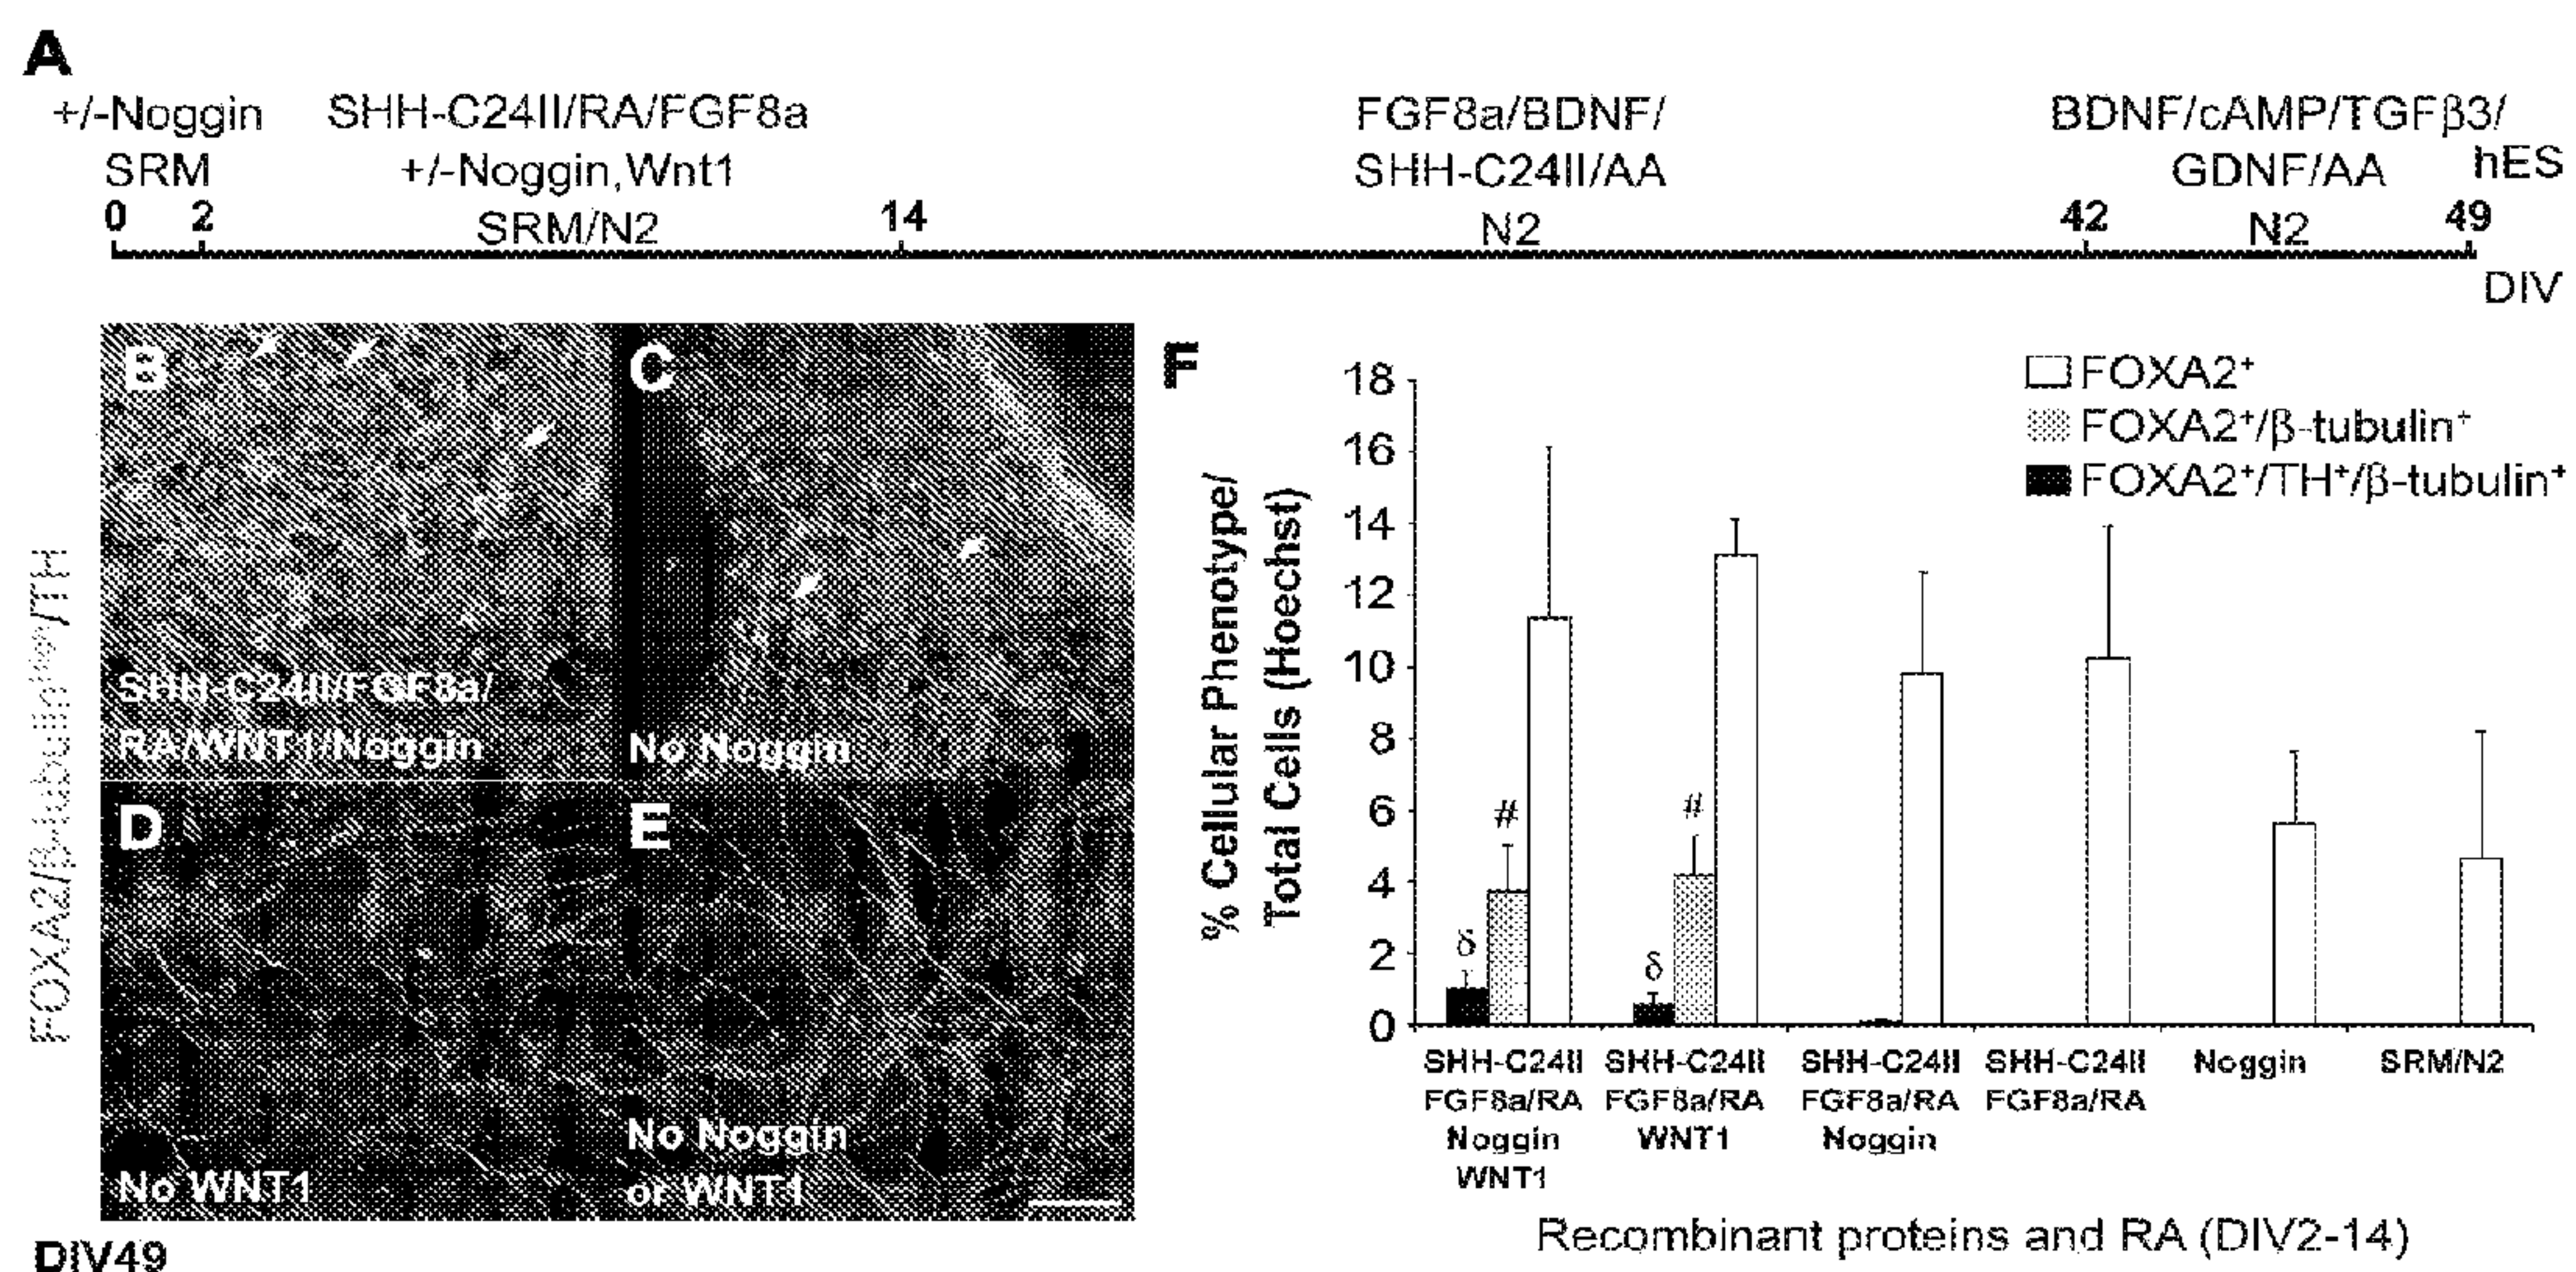 A
+/-Noggin
SRM
SHH-C24II/RA/FGF8a
+/-Noggin,Wnt1
SRM/N2
FGF8a/BDNF/
SHH-C24II/AA
N2
BDNF/cAMP/TGFβ3/
GDNF/AA
N2
hES
0 2 14 42 49
DIV
FOXA2/β-tubulin/TH
B
SHH-C24II/FGF8a/
RA/WNT1/Noggin
C
No Noggin
D
No WNT1
E
No Noggin
or WNT1
DIV49
F
% Cellular Phenotype/
Total Cells (Hoechst)
18
16
14
12
10
8
6
4
2
0
FOXA2⁺
FOXA2⁺/β-tubulin⁺
FOXA2⁺/TH⁺/β-tubulin⁺
δ # δ #
SHH-C24II
FGF8a/RA
Noggin
WNT1
SHH-C24II
FGF8a/RA
WNT1
SHH-C24II
FGF8a/RA
Noggin
SHH-C24II
FGF8a/RA
Noggin
SRM/N2
Recombinant proteins and RA (DIV2-14)